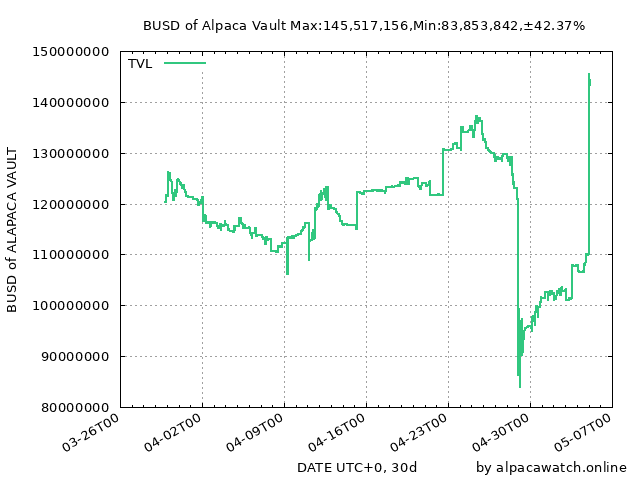 BUSD of Alpaca Vault Max:145,517,156,Min:83,853,842,±42.37%
TVL
150000000
140000000
130000000
120000000
110000000
100000000
90000000
80000000
BUSD of ALAPACA VAULT
03-26T00
04-02T00
04-09T00
04-16T00
04-23T00
04-30T00
05-07T00
DATE UTC+0, 30d
by alpacawatch.online